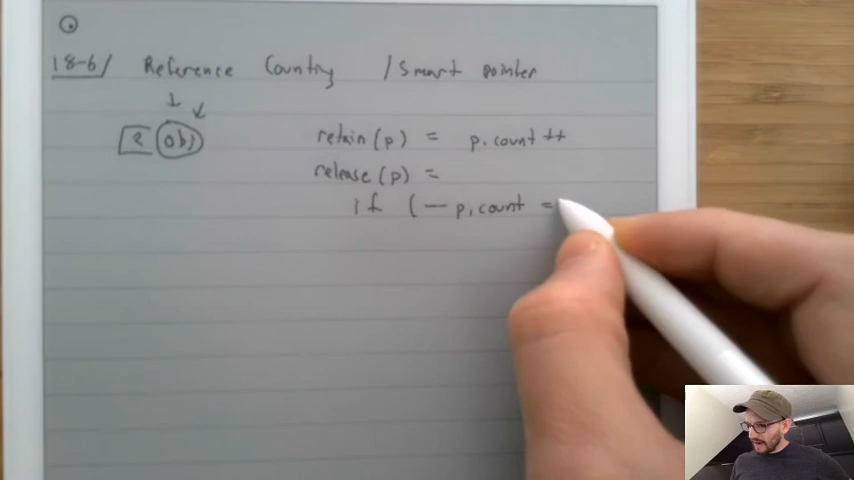 18-6/ Reference Counting / Smart pointer
2 Obj
retain(p) = p.count ++
release(p) =
if (-- p.count =